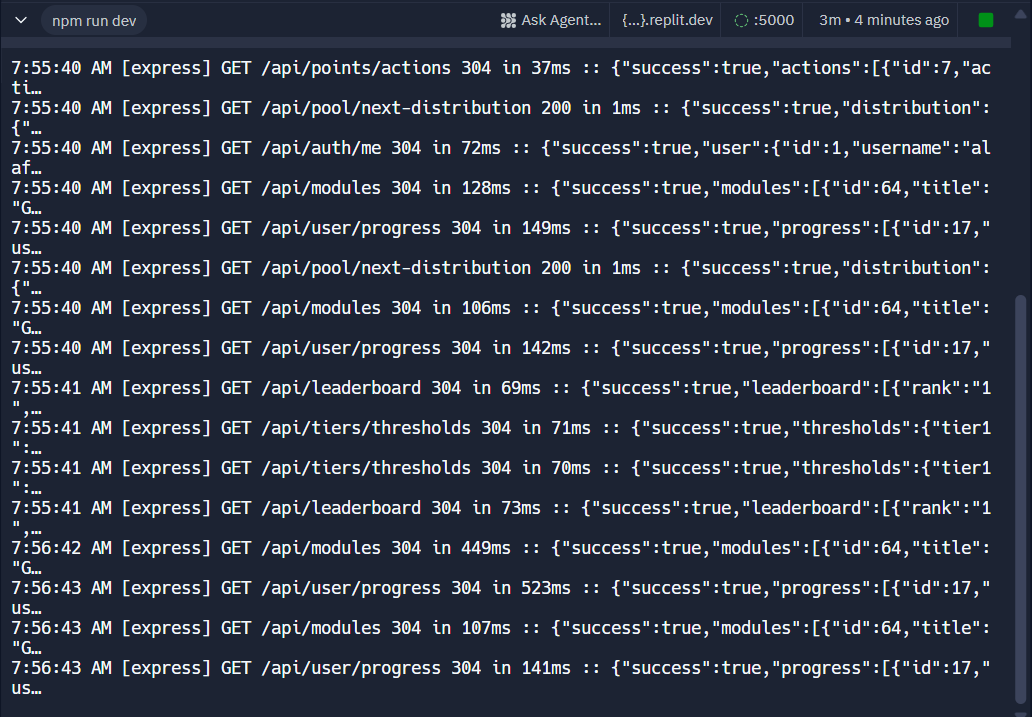 npm run dev Ask Agent... {...}.replit.dev :5000 3m • 4 minutes ago
7:55:40 AM [express] GET /api/points/actions 304 in 37ms :: {"success":true,"actions":[{"id":7,"ac
ti…
7:55:40 AM [express] GET /api/pool/next-distribution 200 in 1ms :: {"success":true,"distribution":
{"…
7:55:40 AM [express] GET /api/auth/me 304 in 72ms :: {"success":true,"user":{"id":1,"username":"al
af…
7:55:40 AM [express] GET /api/modules 304 in 128ms :: {"success":true,"modules":[{"id":64,"title":
"G…
7:55:40 AM [express] GET /api/user/progress 304 in 149ms :: {"success":true,"progress":[{"id":17,"
us…
7:55:40 AM [express] GET /api/pool/next-distribution 200 in 1ms :: {"success":true,"distribution":
{"…
7:55:40 AM [express] GET /api/modules 304 in 106ms :: {"success":true,"modules":[{"id":64,"title":
"G…
7:55:40 AM [express] GET /api/user/progress 304 in 142ms :: {"success":true,"progress":[{"id":17,"
us…
7:55:41 AM [express] GET /api/leaderboard 304 in 69ms :: {"success":true,"leaderboard":[{"rank":"1
",…
7:55:41 AM [express] GET /api/tiers/thresholds 304 in 71ms :: {"success":true,"thresholds":{"tier1
":…
7:55:41 AM [express] GET /api/tiers/thresholds 304 in 70ms :: {"success":true,"thresholds":{"tier1
":…
7:55:41 AM [express] GET /api/leaderboard 304 in 73ms :: {"success":true,"leaderboard":[{"rank":"1
",…
7:56:42 AM [express] GET /api/modules 304 in 449ms :: {"success":true,"modules":[{"id":64,"title":
"G…
7:56:43 AM [express] GET /api/user/progress 304 in 523ms :: {"success":true,"progress":[{"id":17,"
us…
7:56:43 AM [express] GET /api/modules 304 in 107ms :: {"success":true,"modules":[{"id":64,"title":
"G…
7:56:43 AM [express] GET /api/user/progress 304 in 141ms :: {"success":true,"progress":[{"id":17,"
us…